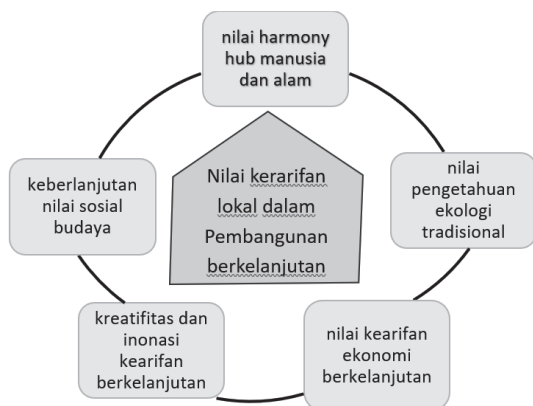 nilai harmony
hub manusia
dan alam
Nilai kerarifan
lokal dalam
Pembangunan
berkelanjutan
nilai
pengetahuan
ekologi
tradisional
nilai kearifan
ekonomi
berkelanjutan
kreatifitas dan
inonasi
kearifan
berkelanjutan
keberlanjutan
nilai sosial
budaya